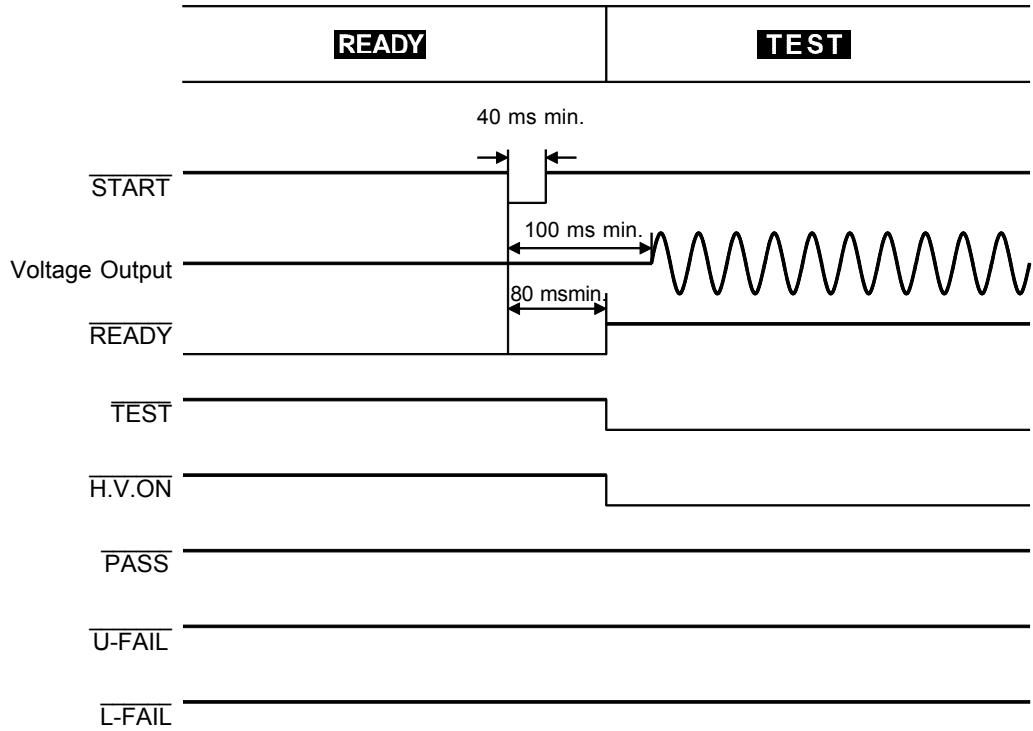 READY TEST
40 ms min.
START
100 ms min.
Voltage Output
80 msmin.
READY
TEST
H.V.ON
PASS
U-FAIL
L-FAIL